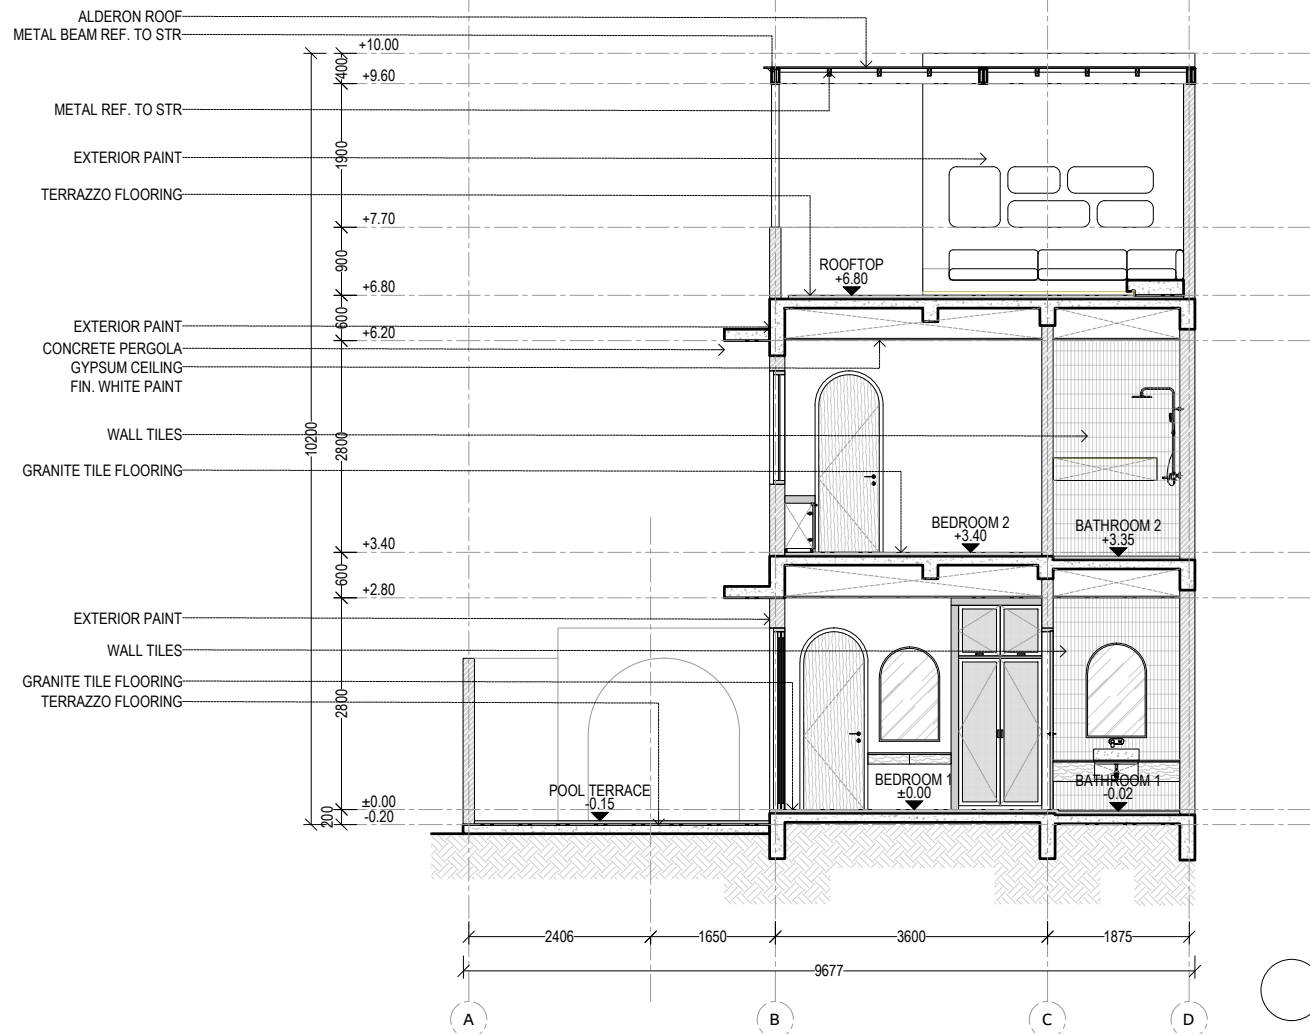 ALDERON ROOF
METAL BEAM REF. TO STR
+10.00
400
+9.60
METAL REF. TO STR
1900
EXTERIOR PAINT
TERRAZZO FLOORING
+7.70
900
ROOFTOP
+6.80
+6.80
600
EXTERIOR PAINT
+6.20
CONCRETE PERGOLA
GYPSUM CEILING
FIN. WHITE PAINT
WALL TILES
10200
2800
GRANITE TILE FLOORING
BEDROOM 2
+3.40
BATHROOM 2
+3.35
+3.40
600
+2.80
EXTERIOR PAINT
WALL TILES
GRANITE TILE FLOORING
TERRAZZO FLOORING
2800
POOL TERRACE
-0.15
BEDROOM 1
±0.00
BATHROOM 1
-0.02
±0.00
200
-0.20
2406
1650
3600
1875
9677
A
B
C
D